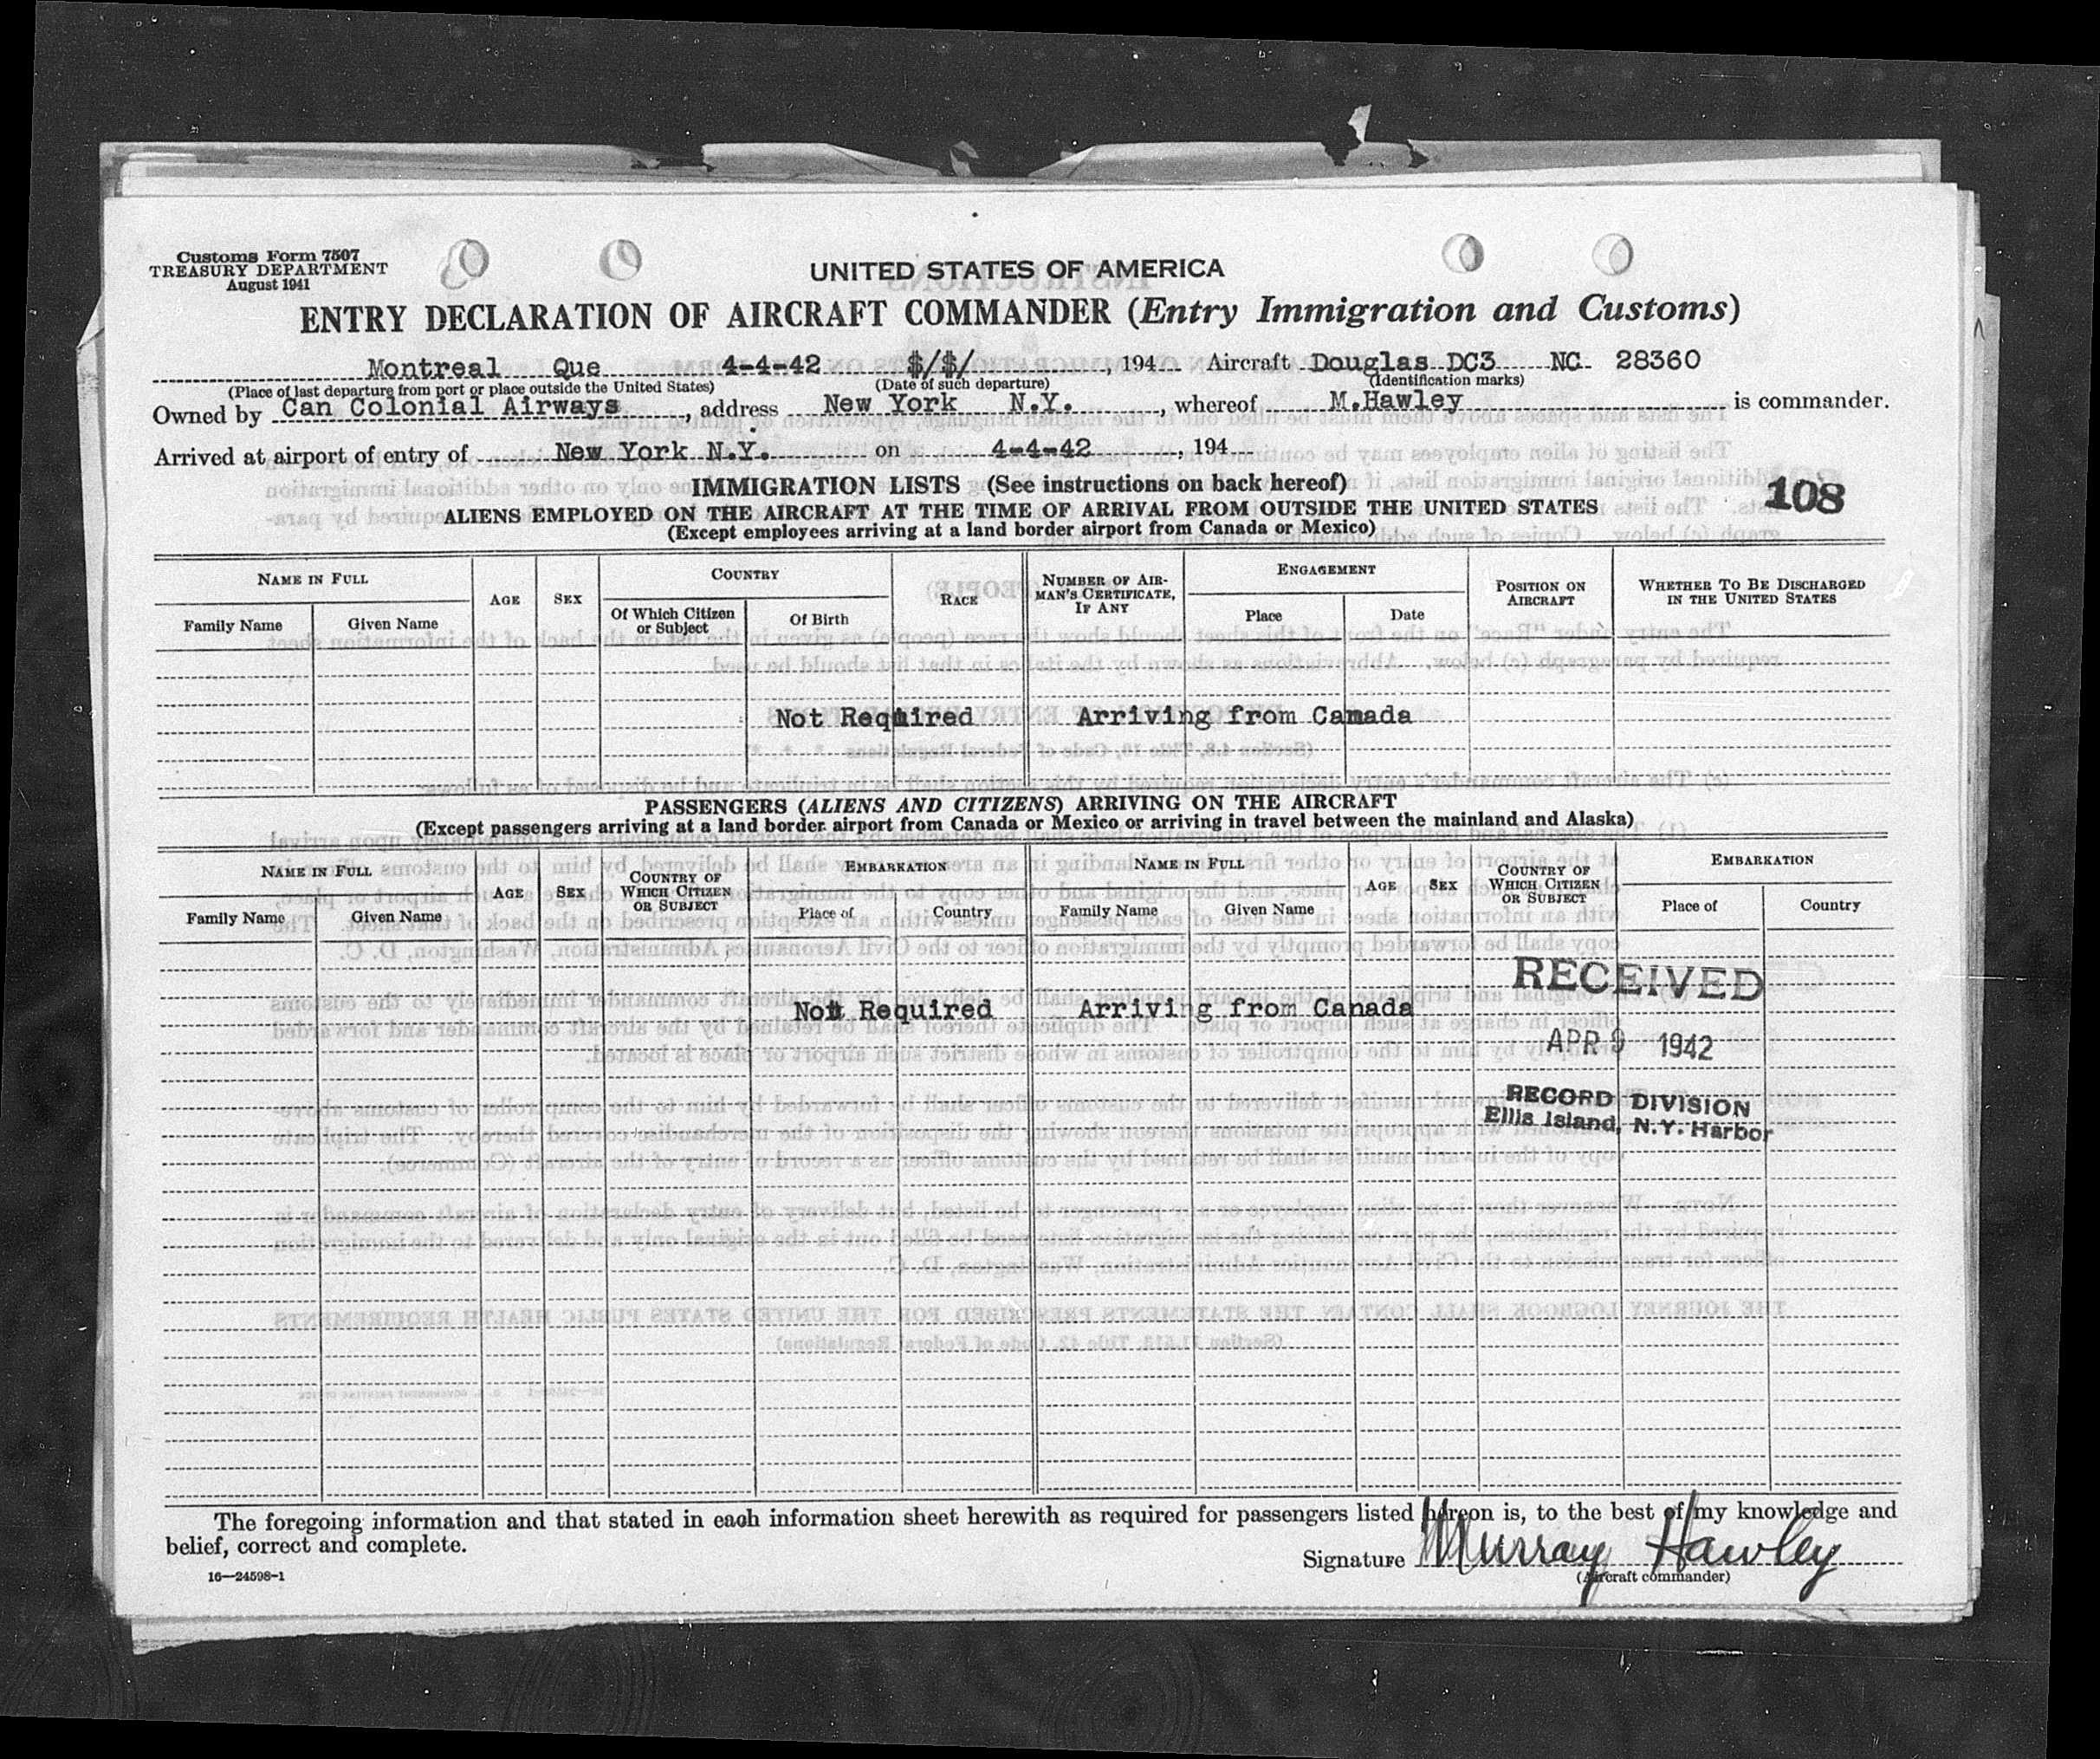 Customs Form 7507
TREASURY DEPARTMENT
August 1941
UNITED STATES OF AMERICA
ENTRY DECLARATION OF AIRCRAFT COMMANDER (Entry Immigration and Customs)
Montreal Que 4-4-42 $/$/ , 194 Aircraft Douglas DC3 NC 28360
(Place of last departure from port or place outside the United States) (Date of such departure) (Identification marks)
Owned by Can Colonial Airways, address New York N.Y., whereof M.Hawley is commander.
Arrived at airport of entry of New York N.Y. on 4-4-42, 194
IMMIGRATION LISTS (See instructions on back hereof)
108
ALIENS EMPLOYED ON THE AIRCRAFT AT THE TIME OF ARRIVAL FROM OUTSIDE THE UNITED STATES
(Except employees arriving at a land border airport from Canada or Mexico)
NAME IN FULL AGE SEX COUNTRY RACE NUMBER OF AIR-MAN'S CERTIFICATE, IF ANY ENGAGEMENT POSITION ON AIRCRAFT WHETHER TO BE DISCHARGED IN THE UNITED STATES
Family Name Given Name Of Which Citizen or Subject Of Birth Place Date
Not Required Arriving from Canada
PASSENGERS (ALIENS AND CITIZENS) ARRIVING ON THE AIRCRAFT
(Except passengers arriving at a land border airport from Canada or Mexico or arriving in travel between the mainland and Alaska)
NAME IN FULL AGE SEX COUNTRY OF WHICH CITIZEN OR SUBJECT EMBARKATION NAME IN FULL AGE SEX COUNTRY OF WHICH CITIZEN OR SUBJECT EMBARKATION
Family Name Given Name Place of Country Family Name Given Name Place of Country
RECEIVED
Not Required Arriving from Canada
APR 9 1942
RECORD DIVISION
Ellis Island, N.Y. Harbor
The foregoing information and that stated in each information sheet herewith as required for passengers listed hereon is, to the best of my knowledge and
belief, correct and complete.
Signature Murray Hawley
(Aircraft commander)
16—24598-1